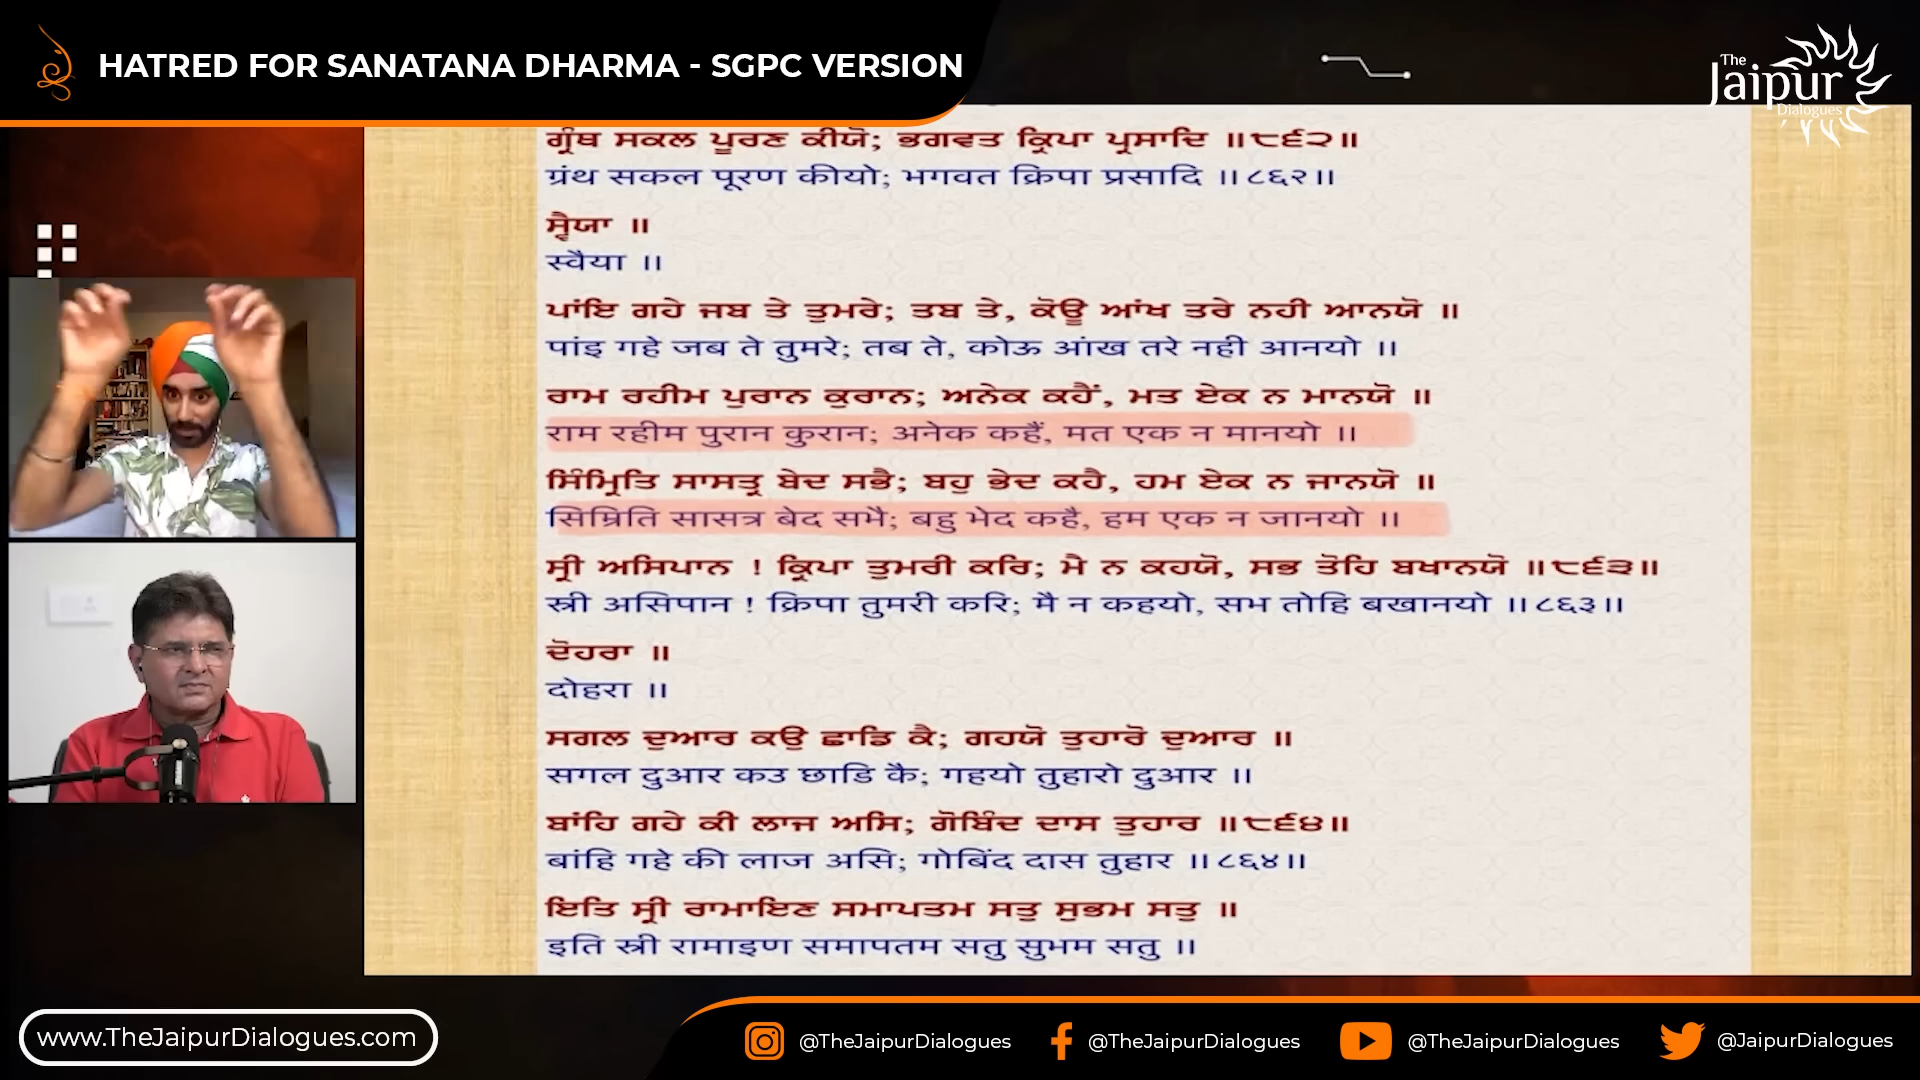 HATRED FOR SANATANA DHARMA - SGPC VERSION
The
Jaipur
Dialogues
ਗ੍ਰੰਥ ਸਕਲ ਪੂਰਣ ਕੀਯੋ; ਭਗਵਤ ਕ੍ਰਿਪਾ ਪ੍ਰਸਾਦਿ ॥੮੬੨॥
ग्रंथ सकल पूरण कीयो; भगवत क्रिपा प्रसादि ॥८६२॥
ਸ੍ਵੈਯਾ ॥
स्वैया ॥
ਪਾਂਇ ਗਹੇ ਜਬ ਤੇ ਤੁਮਰੇ; ਤਬ ਤੇ, ਕੋਊ ਆਂਖ ਤਰੇ ਨਹੀ ਆਨਯੋ ॥
पांइ गहे जब ते तुमरे; तब ते, कोऊ आंख तरे नही आनयो ॥
ਰਾਮ ਰਹੀਮ ਪੁਰਾਨ ਕੁਰਾਨ; ਅਨੇਕ ਕਹੈਂ, ਮਤ ਏਕ ਨ ਮਾਨਯੋ ॥
राम रहीम पुरान कुरान; अनेक कहैं, मत एक न मानयो ॥
ਸਿੰਮ੍ਰਿਤਿ ਸਾਸਤ੍ਰ ਬੇਦ ਸਭੈ; ਬਹੁ ਭੇਦ ਕਹੈ, ਹਮ ਏਕ ਨ ਜਾਨਯੋ ॥
सिम्रिति सासत्र बेद सभै; बहु भेद कहै, हम एक न जानयो ॥
ਸ੍ਰੀ ਅਸਿਪਾਨ ! ਕ੍ਰਿਪਾ ਤੁਮਰੀ ਕਰਿ; ਮੈ ਨ ਕਹਯੋ, ਸਭ ਤੋਹਿ ਬਖਾਨਯੋ ॥੮੬੩॥
स्री असिपान ! क्रिपा तुमरी करि; मै न कहयो, सभ तोहि बखानयो ॥८६३॥
ਦੋਹਰਾ ॥
दोहरा ॥
ਸਗਲ ਦੁਆਰ ਕਉ ਛਾਡਿ ਕੈ; ਗਹਯੋ ਤੁਹਾਰੋ ਦੁਆਰ ॥
सगल दुआर कउ छाडि कै; गहयो तुहारो दुआर ॥
ਬਾਂਹਿ ਗਹੇ ਕੀ ਲਾਜ ਅਸਿ; ਗੋਬਿੰਦ ਦਾਸ ਤੁਹਾਰ ॥੮੬੪॥
बांहि गहे की लाज असि; गोबिंद दास तुहार ॥८६४॥
ਇਤਿ ਸ੍ਰੀ ਰਾਮਾਇਣ ਸਮਾਪਤਮ ਸਤੁ ਸੁਭਮ ਸਤੁ ॥
इति स्री रामाइण समापतम सतु सुभम सतु ॥
www.TheJaipurDialogues.com
@TheJaipurDialogues
@TheJaipurDialogues
@TheJaipurDialogues
@JaipurDialogues